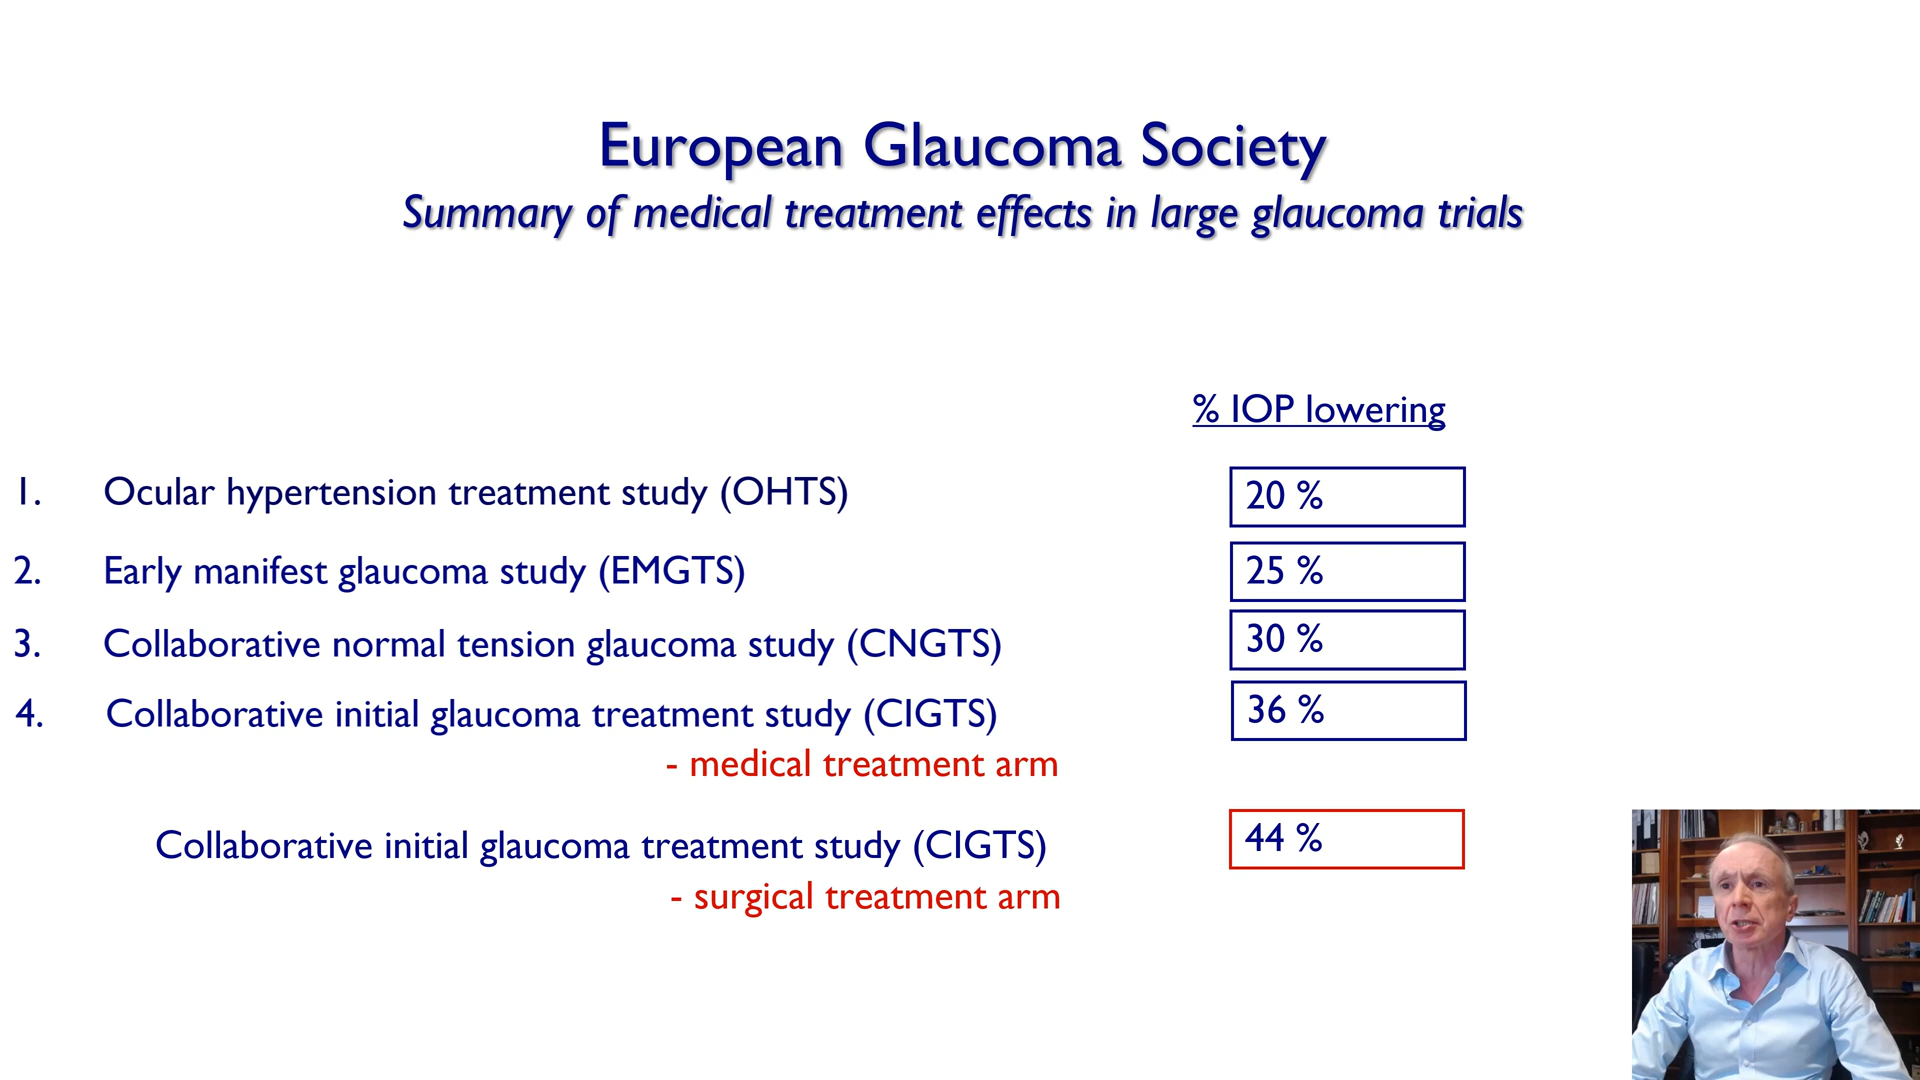 European Glaucoma Society
Summary of medical treatment effects in large glaucoma trials
% IOP lowering
1. Ocular hypertension treatment study (OHTS) 20 %
2. Early manifest glaucoma study (EMGTS) 25 %
3. Collaborative normal tension glaucoma study (CNGTS) 30 %
4. Collaborative initial glaucoma treatment study (CIGTS) 36 %
- medical treatment arm
Collaborative initial glaucoma treatment study (CIGTS) 44 %
- surgical treatment arm